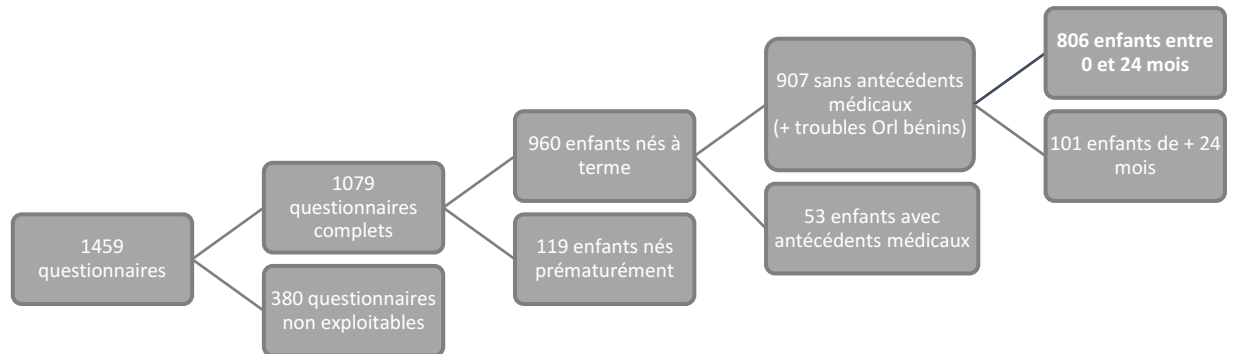 1459
questionnaires
1079
questionnaires
complets
380 questionnaires
non exploitables
960 enfants nés à
terme
119 enfants nés
prématurément
907 sans antécédents
médicaux
(+ troubles Orl bénins)
53 enfants avec
antécédents médicaux
806 enfants entre
0 et 24 mois
101 enfants de + 24
mois